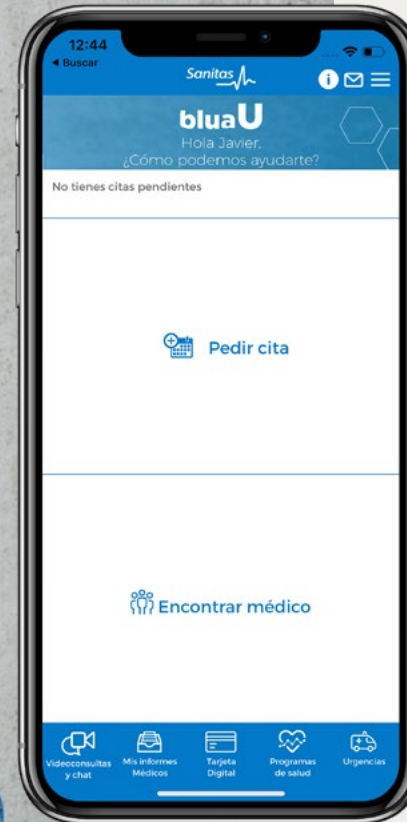 12:44
◀ Buscar
Sanitas
bluaU
Hola Javier,
¿Cómo podemos ayudarte?
No tienes citas pendientes
Pedir cita
Encontrar médico
Videoconsultas y chat
Mis informes Médicos
Tarjeta Digital
Programas de salud
Urgencias